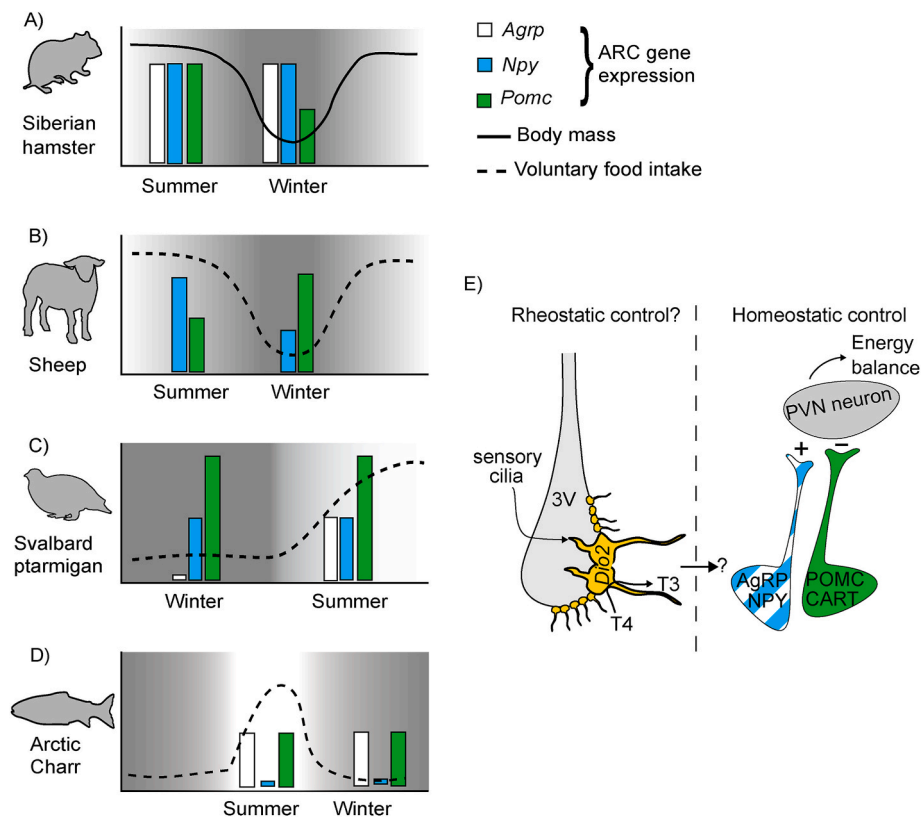 A)
Siberian
hamster
Summer Winter
Agrp
Npy
Pomc
ARC gene
expression
Body mass
Voluntary food intake
B)
Sheep
Summer Winter
C)
Svalbard
ptarmigan
Winter Summer
D)
Arctic
Charr
Summer Winter
E)
Rheostatic control?
Homeostatic control
Energy
balance
PVN neuron
+ −
sensory
cilia
3V
Dio2
T3
T4
?
AgRP
NPY
POMC
CART